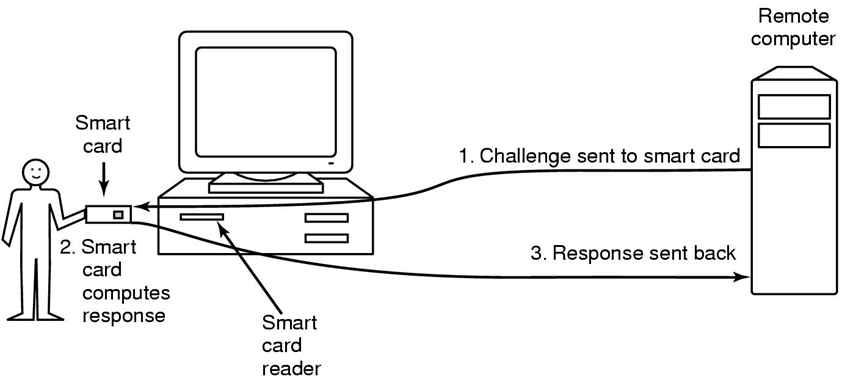 Remote
computer
Smart
card
1. Challenge sent to smart card
2. Smart
card
computes
response
3. Response sent back
Smart
card
reader